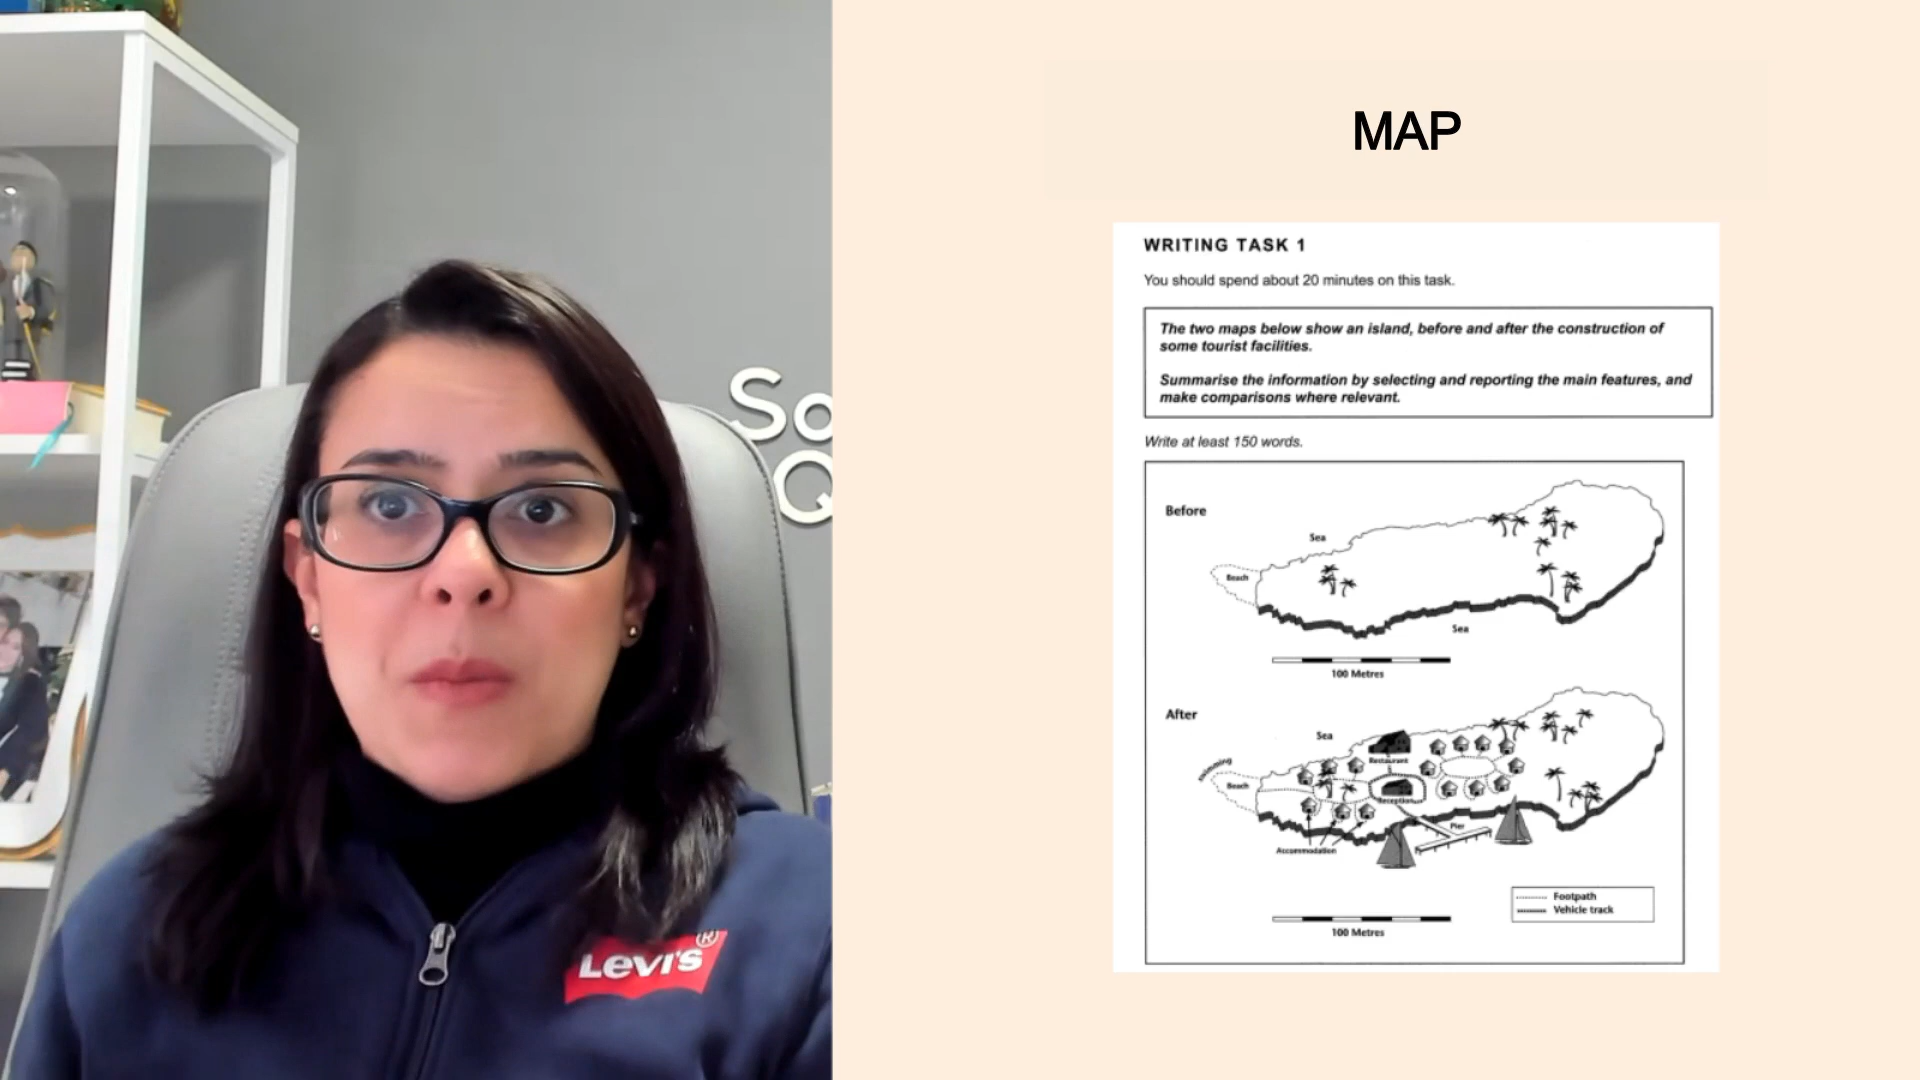 So
Q
Levi's®
MAP
WRITING TASK 1
You should spend about 20 minutes on this task.
The two maps below show an island, before and after the construction of
some tourist facilities.
Summarise the information by selecting and reporting the main features, and
make comparisons where relevant.
Write at least 150 words.
Before
Sea
Beach
Sea
100 Metres
After
Sea
Restaurant
Swimming
Beach
Reception
Pier
Accommodation
Footpath
Vehicle track
100 Metres